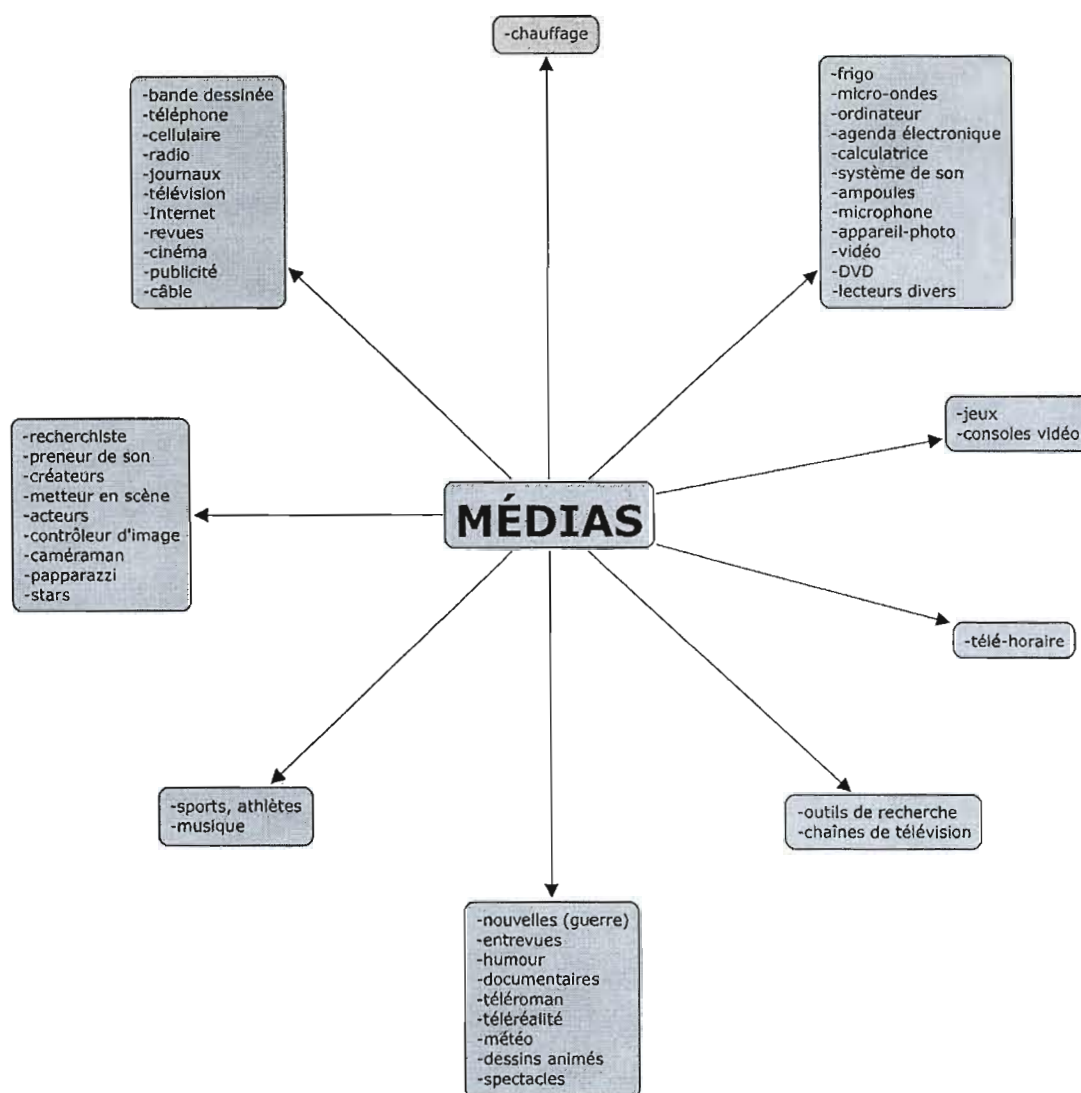 -chauffage
-bande dessinée
-téléphone
-cellulaire
-radio
-journaux
-télévision
-Internet
-revues
-cinéma
-publicité
-câble
-frigo
-micro-ondes
-ordinateur
-agenda électronique
-calculatrice
-système de son
-ampoules
-microphone
-appareil-photo
-vidéo
-DVD
-lecteurs divers
-jeux
-consoles vidéo
-recherchiste
-preneur de son
-créateurs
-metteur en scène
-acteurs
-contrôleur d'image
-caméraman
-papparazzi
-stars
MÉDIAS
-télé-horaire
-sports, athlètes
-musique
-outils de recherche
-chaînes de télévision
-nouvelles (guerre)
-entrevues
-humour
-documentaires
-téléroman
-téléréalité
-météo
-dessins animés
-spectacles